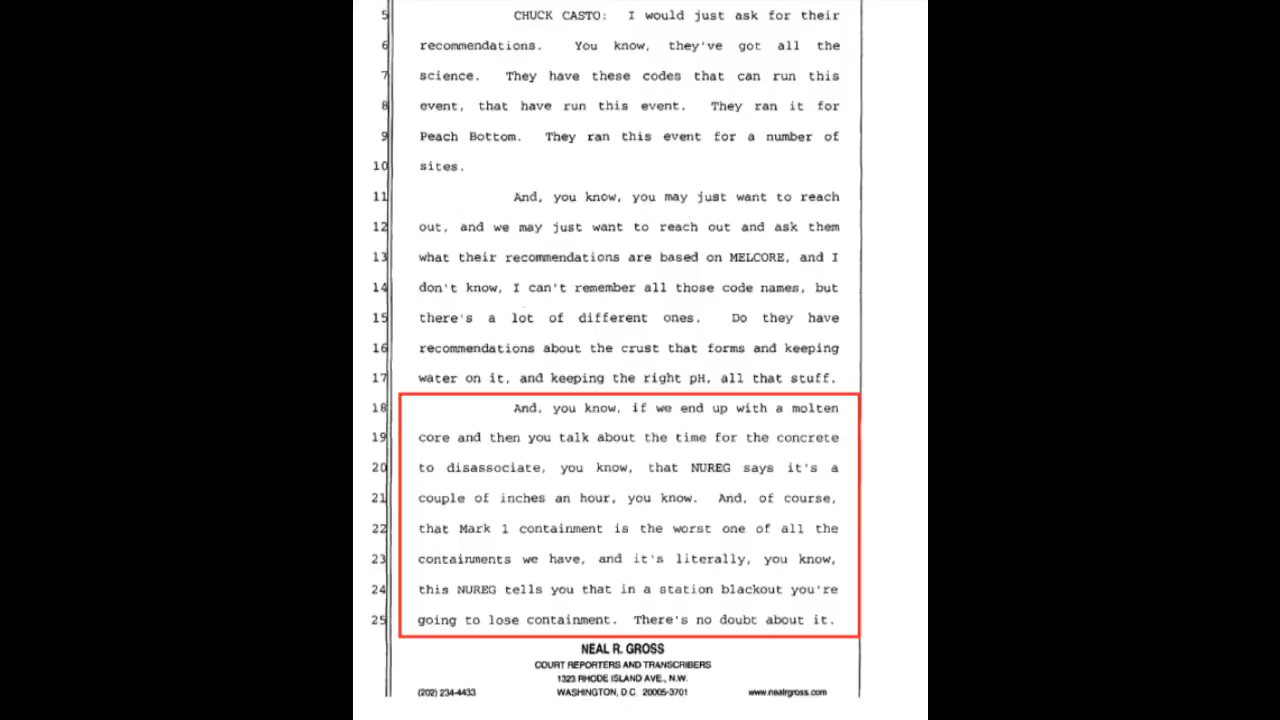 5 CHUCK CASTO: I would just ask for their
6 recommendations. You know, they've got all the
7 science. They have these codes that can run this
8 event, that have run this event. They ran it for
9 Peach Bottom. They ran this event for a number of
10 sites.
11 And, you know, you may just want to reach
12 out, and we may just want to reach out and ask them
13 what their recommendations are based on MELCORE, and I
14 don't know, I can't remember all those code names, but
15 there's a lot of different ones. Do they have
16 recommendations about the crust that forms and keeping
17 water on it, and keeping the right pH, all that stuff.
18 And, you know, if we end up with a molten
19 core and then you talk about the time for the concrete
20 to disassociate, you know, that NUREG says it's a
21 couple of inches an hour, you know. And, of course,
22 that Mark 1 containment is the worst one of all the
23 containments we have, and it's literally, you know,
24 this NUREG tells you that in a station blackout you're
25 going to lose containment. There's no doubt about it.
NEAL R. GROSS
COURT REPORTERS AND TRANSCRIBERS
1323 RHODE ISLAND AVE., N.W.
(202) 234-4433 WASHINGTON, D.C. 20005-3701 www.nealrgross.com